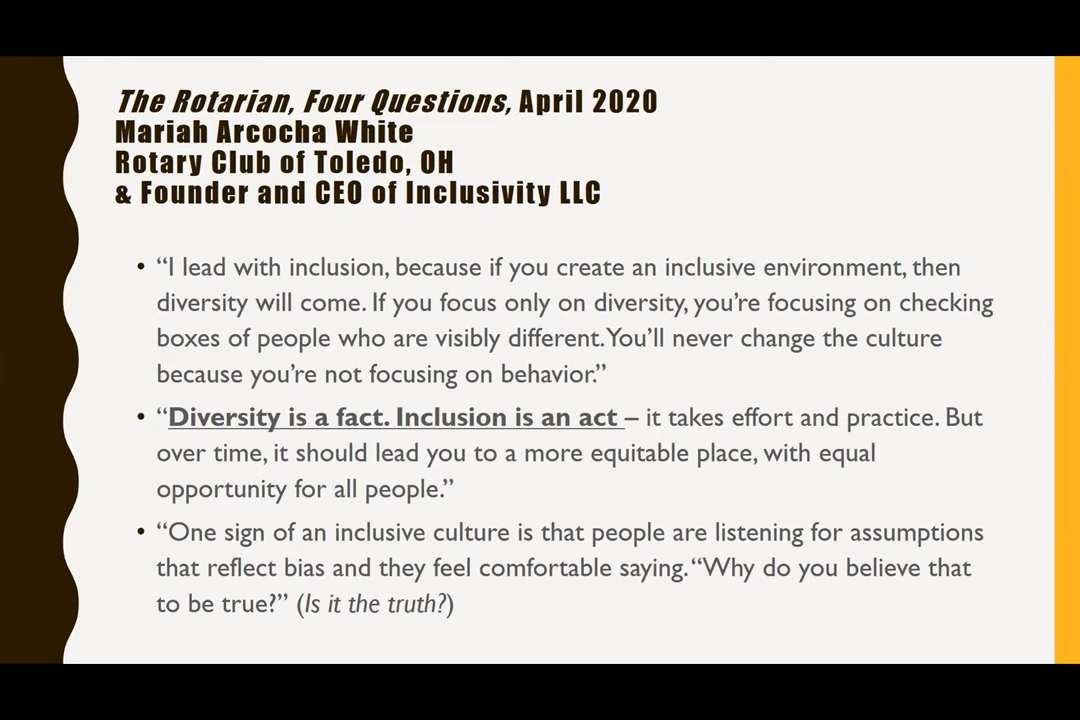 The Rotarian, Four Questions, April 2020
Mariah Arcocha White
Rotary Club of Toledo, OH
& Founder and CEO of Inclusivity LLC
• “I lead with inclusion, because if you create an inclusive environment, then
diversity will come. If you focus only on diversity, you’re focusing on checking
boxes of people who are visibly different. You’ll never change the culture
because you’re not focusing on behavior.”
• “Diversity is a fact. Inclusion is an act – it takes effort and practice. But
over time, it should lead you to a more equitable place, with equal
opportunity for all people.”
• “One sign of an inclusive culture is that people are listening for assumptions
that reflect bias and they feel comfortable saying. “Why do you believe that
to be true?” (Is it the truth?)